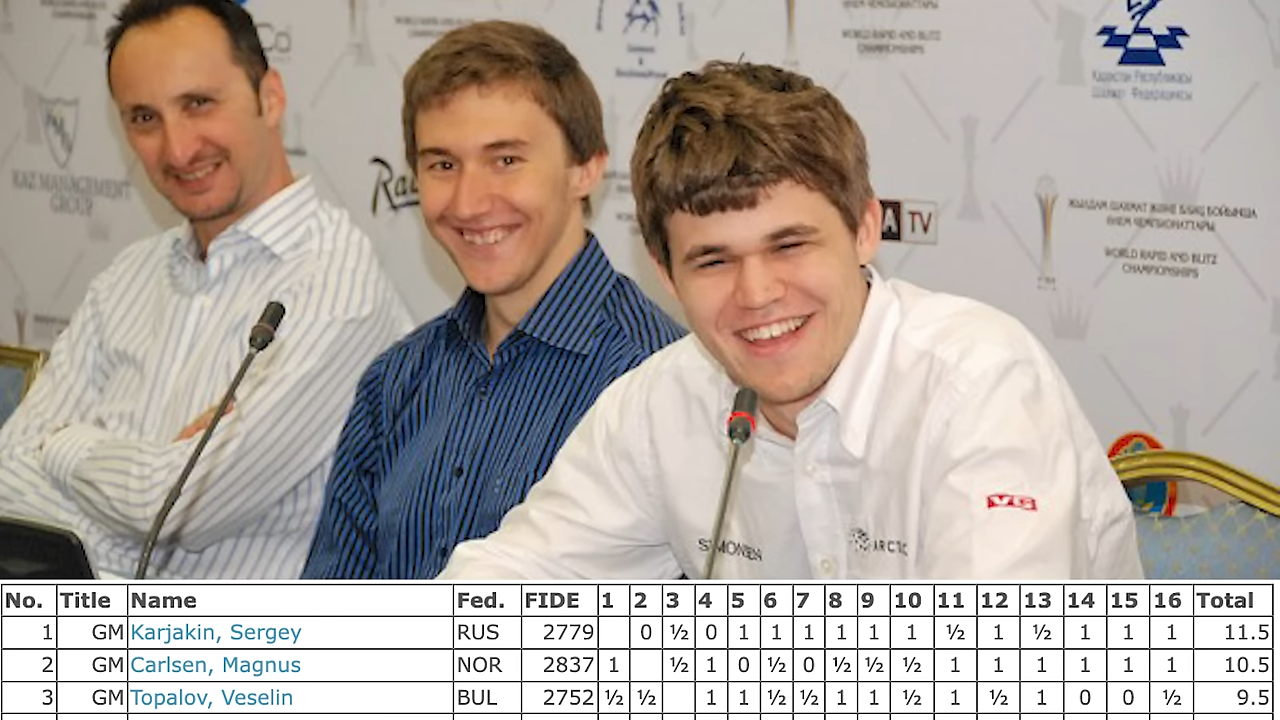 WORLD RAPID AND BLITZ
CHAMPIONSHIPS
Қазақстан Республикасы
Шахмат Федерациясы
KAZ MANAGEMENT
GROUP
TV
ЖЫЛДАМ ШАХМАТ ЖӘНЕ БЛИЦ БОЙЫНША
ӘЛЕМ ЧЕМПИОНАТТАРЫ
WORLD RAPID AND BLITZ
CHAMPIONSHIPS
VG
ARCTIC
No. Title Name Fed. FIDE 1 2 3 4 5 6 7 8 9 10 11 12 13 14 15 16 Total
1 GM Karjakin, Sergey RUS 2779 0 ½ 0 1 1 1 1 1 1 ½ 1 ½ 1 1 1 11.5
2 GM Carlsen, Magnus NOR 2837 1 ½ 1 0 ½ 0 ½ ½ ½ 1 1 1 1 1 1 10.5
3 GM Topalov, Veselin BUL 2752 ½ ½ 1 1 ½ ½ 1 1 ½ 1 ½ 1 0 0 ½ 9.5